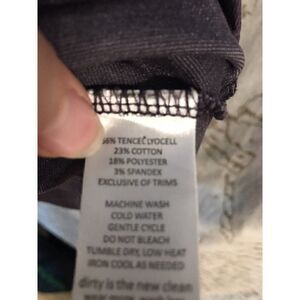 56% TENCEL LYOCELL
23% COTTON
18% POLYESTER
3% SPANDEX
EXCLUSIVE OF TRIMS
MACHINE WASH
COLD WATER
GENTLE CYCLE
DO NOT BLEACH
TUMBLE DRY, LOW HEAT
IRON COOL AS NEEDED
dirty is the new clean